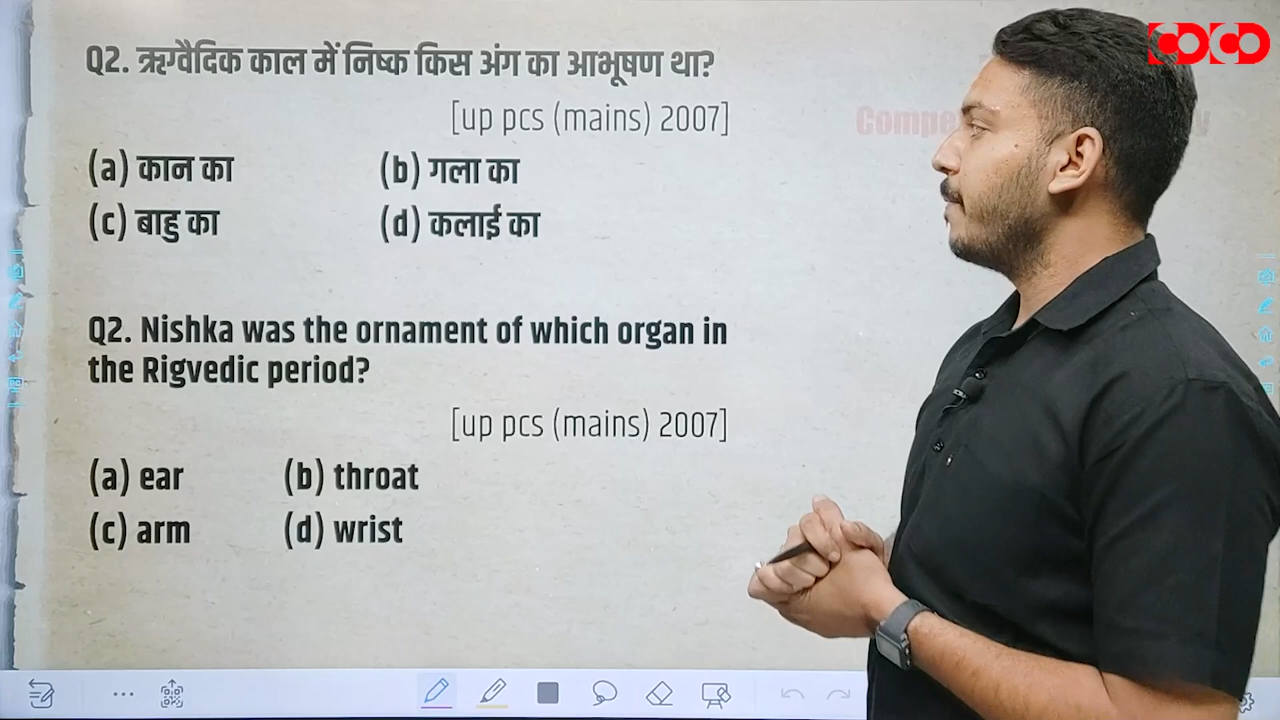 Q2. ऋग्वैदिक काल में निष्क किस अंग का आभूषण था?
[up pcs (mains) 2007]
(a) कान का (b) गला का
(c) बाहु का (d) कलाई का
Q2. Nishka was the ornament of which organ in
the Rigvedic period?
[up pcs (mains) 2007]
(a) ear (b) throat
(c) arm (d) wrist